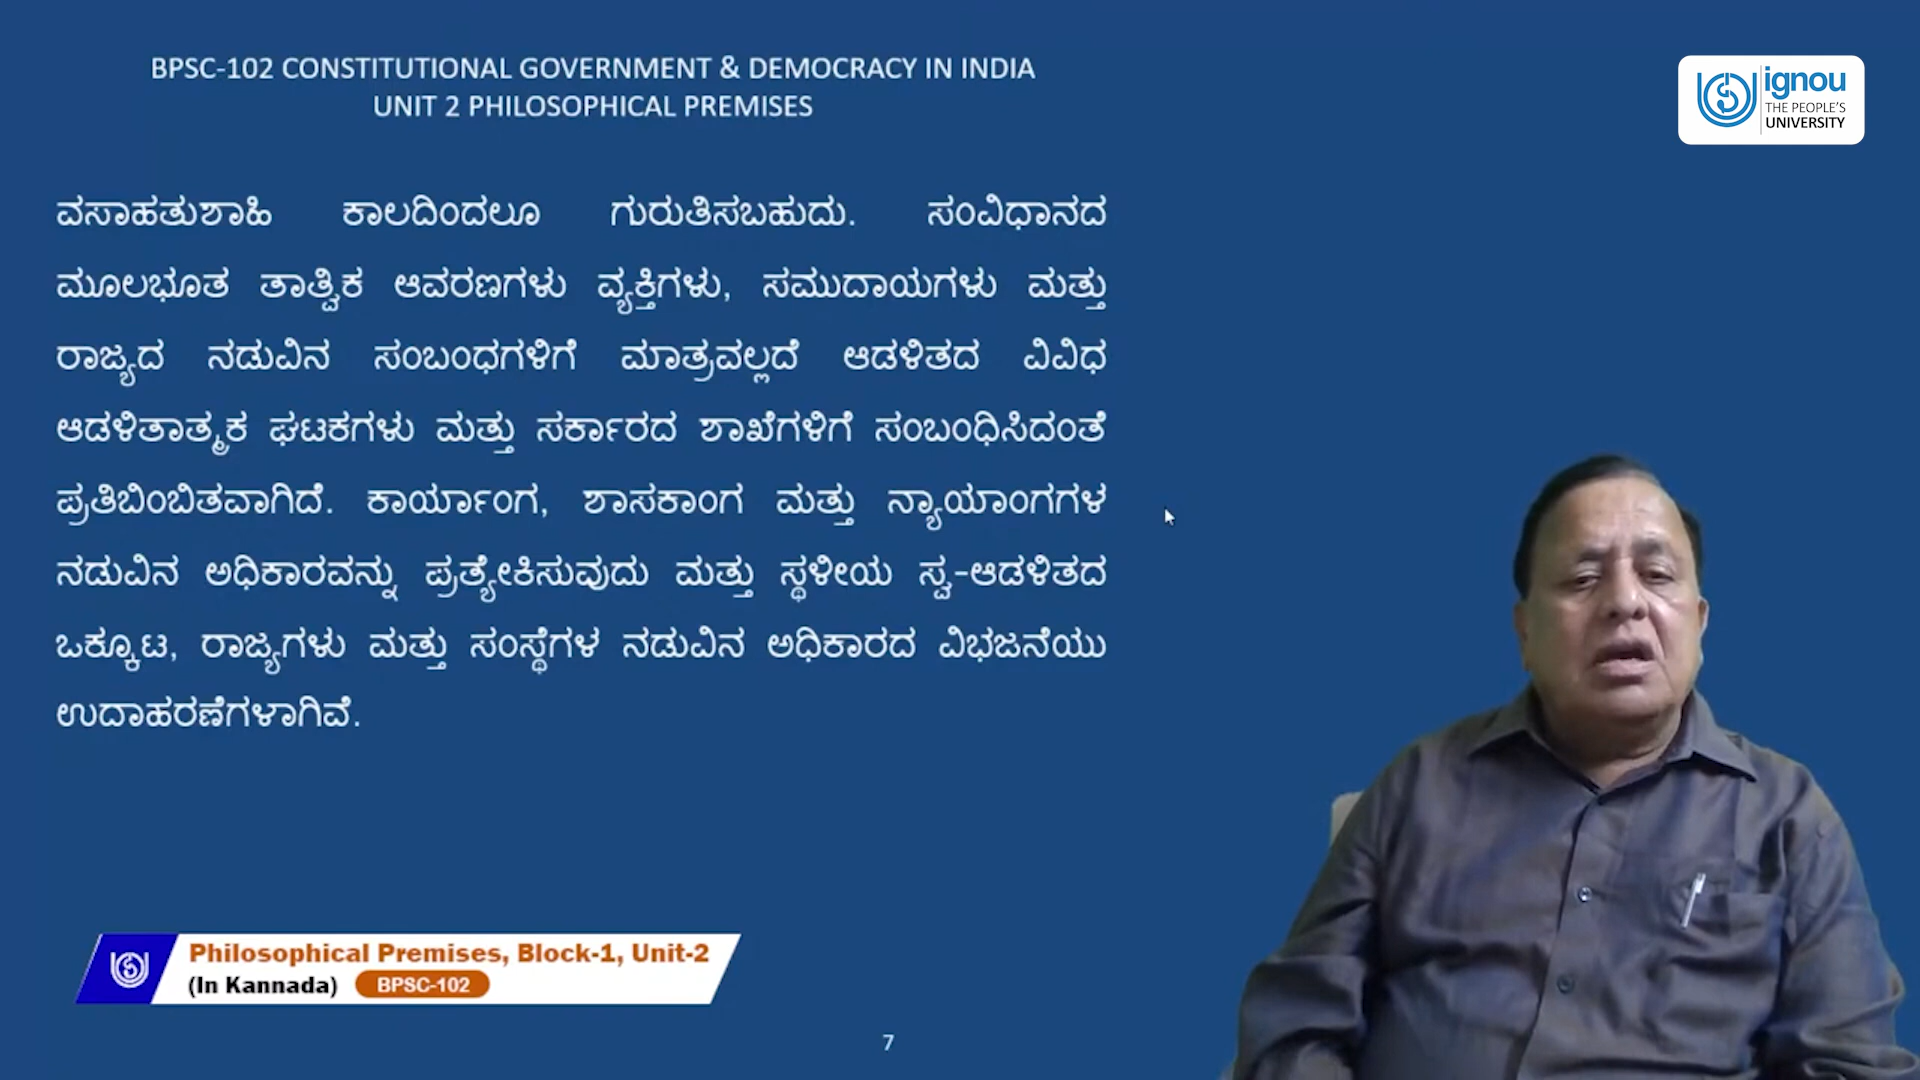 BPSC-102 CONSTITUTIONAL GOVERNMENT & DEMOCRACY IN INDIA
UNIT 2 PHILOSOPHICAL PREMISES
ignou
THE PEOPLE'S
UNIVERSITY
ವಸಾಹತುಶಾಹಿ ಕಾಲದಿಂದಲೂ ಗುರುತಿಸಬಹುದು. ಸಂವಿಧಾನದ
ಮೂಲಭೂತ ತಾತ್ವಿಕ ಆವರಣಗಳು ವ್ಯಕ್ತಿಗಳು, ಸಮುದಾಯಗಳು ಮತ್ತು
ರಾಜ್ಯದ ನಡುವಿನ ಸಂಬಂಧಗಳಿಗೆ ಮಾತ್ರವಲ್ಲದೆ ಆಡಳಿತದ ವಿವಿಧ
ಆಡಳಿತಾತ್ಮಕ ಘಟಕಗಳು ಮತ್ತು ಸರ್ಕಾರದ ಶಾಖೆಗಳಿಗೆ ಸಂಬಂಧಿಸಿದಂತೆ
ಪ್ರತಿಬಿಂಬಿತವಾಗಿದೆ. ಕಾರ್ಯಾಂಗ, ಶಾಸಕಾಂಗ ಮತ್ತು ನ್ಯಾಯಾಂಗಗಳ
ನಡುವಿನ ಅಧಿಕಾರವನ್ನು ಪ್ರತ್ಯೇಕಿಸುವುದು ಮತ್ತು ಸ್ಥಳೀಯ ಸ್ವ-ಆಡಳಿತದ
ಒಕ್ಕೂಟ, ರಾಜ್ಯಗಳು ಮತ್ತು ಸಂಸ್ಥೆಗಳ ನಡುವಿನ ಅಧಿಕಾರದ ವಿಭಜನೆಯು
ಉದಾಹರಣೆಗಳಾಗಿವೆ.
Philosophical Premises, Block-1, Unit-2
(In Kannada) BPSC-102
7